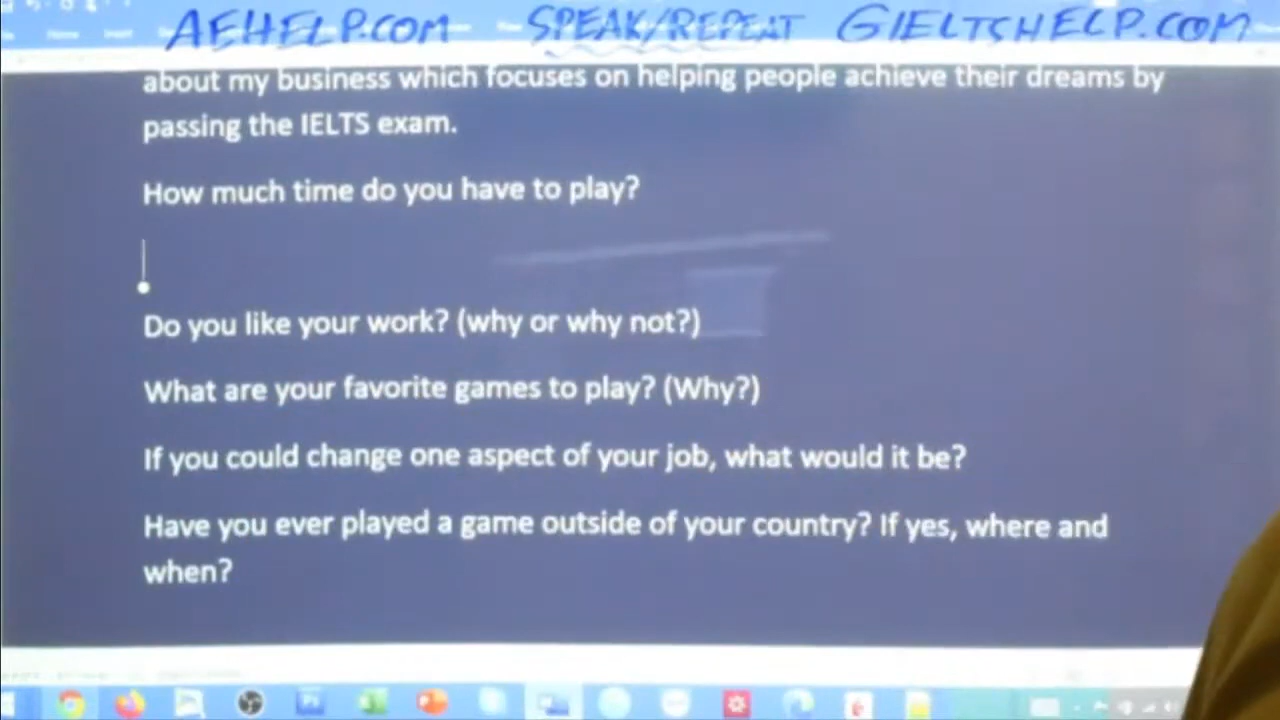 AEHELP.COM SPEAK/REPEAT GIELTSHELP.COM
about my business which focuses on helping people achieve their dreams by
passing the IELTS exam.
How much time do you have to play?
Do you like your work? (why or why not?)
What are your favorite games to play? (Why?)
If you could change one aspect of your job, what would it be?
Have you ever played a game outside of your country? If yes, where and
when?